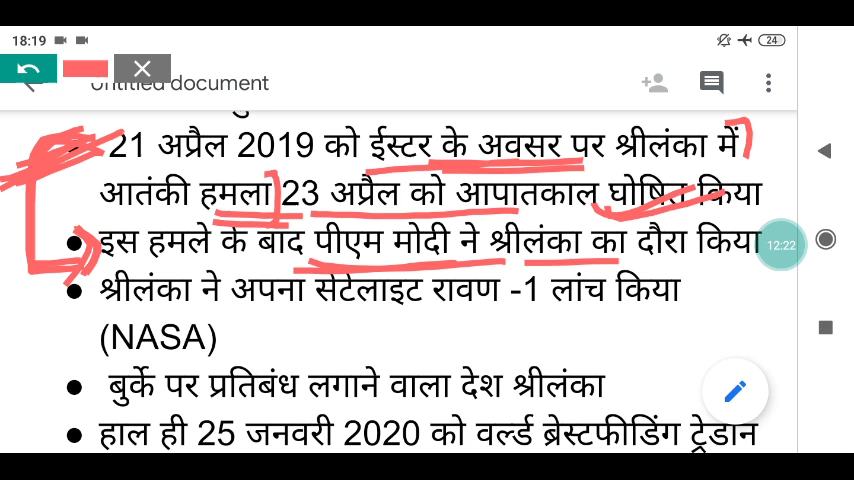 18:19
24
Untitled document
21 अप्रैल 2019 को ईस्टर के अवसर पर श्रीलंका में
आतंकी हमला 23 अप्रैल को आपातकाल घोषित किया
इस हमले के बाद पीएम मोदी ने श्रीलंका का दौरा किया
12:22
श्रीलंका ने अपना सेटेलाइट रावण -1 लांच किया
(NASA)
बुर्के पर प्रतिबंध लगाने वाला देश श्रीलंका
हाल ही 25 जनवरी 2020 को वर्ल्ड ब्रेस्टफीडिंग ट्रेडान